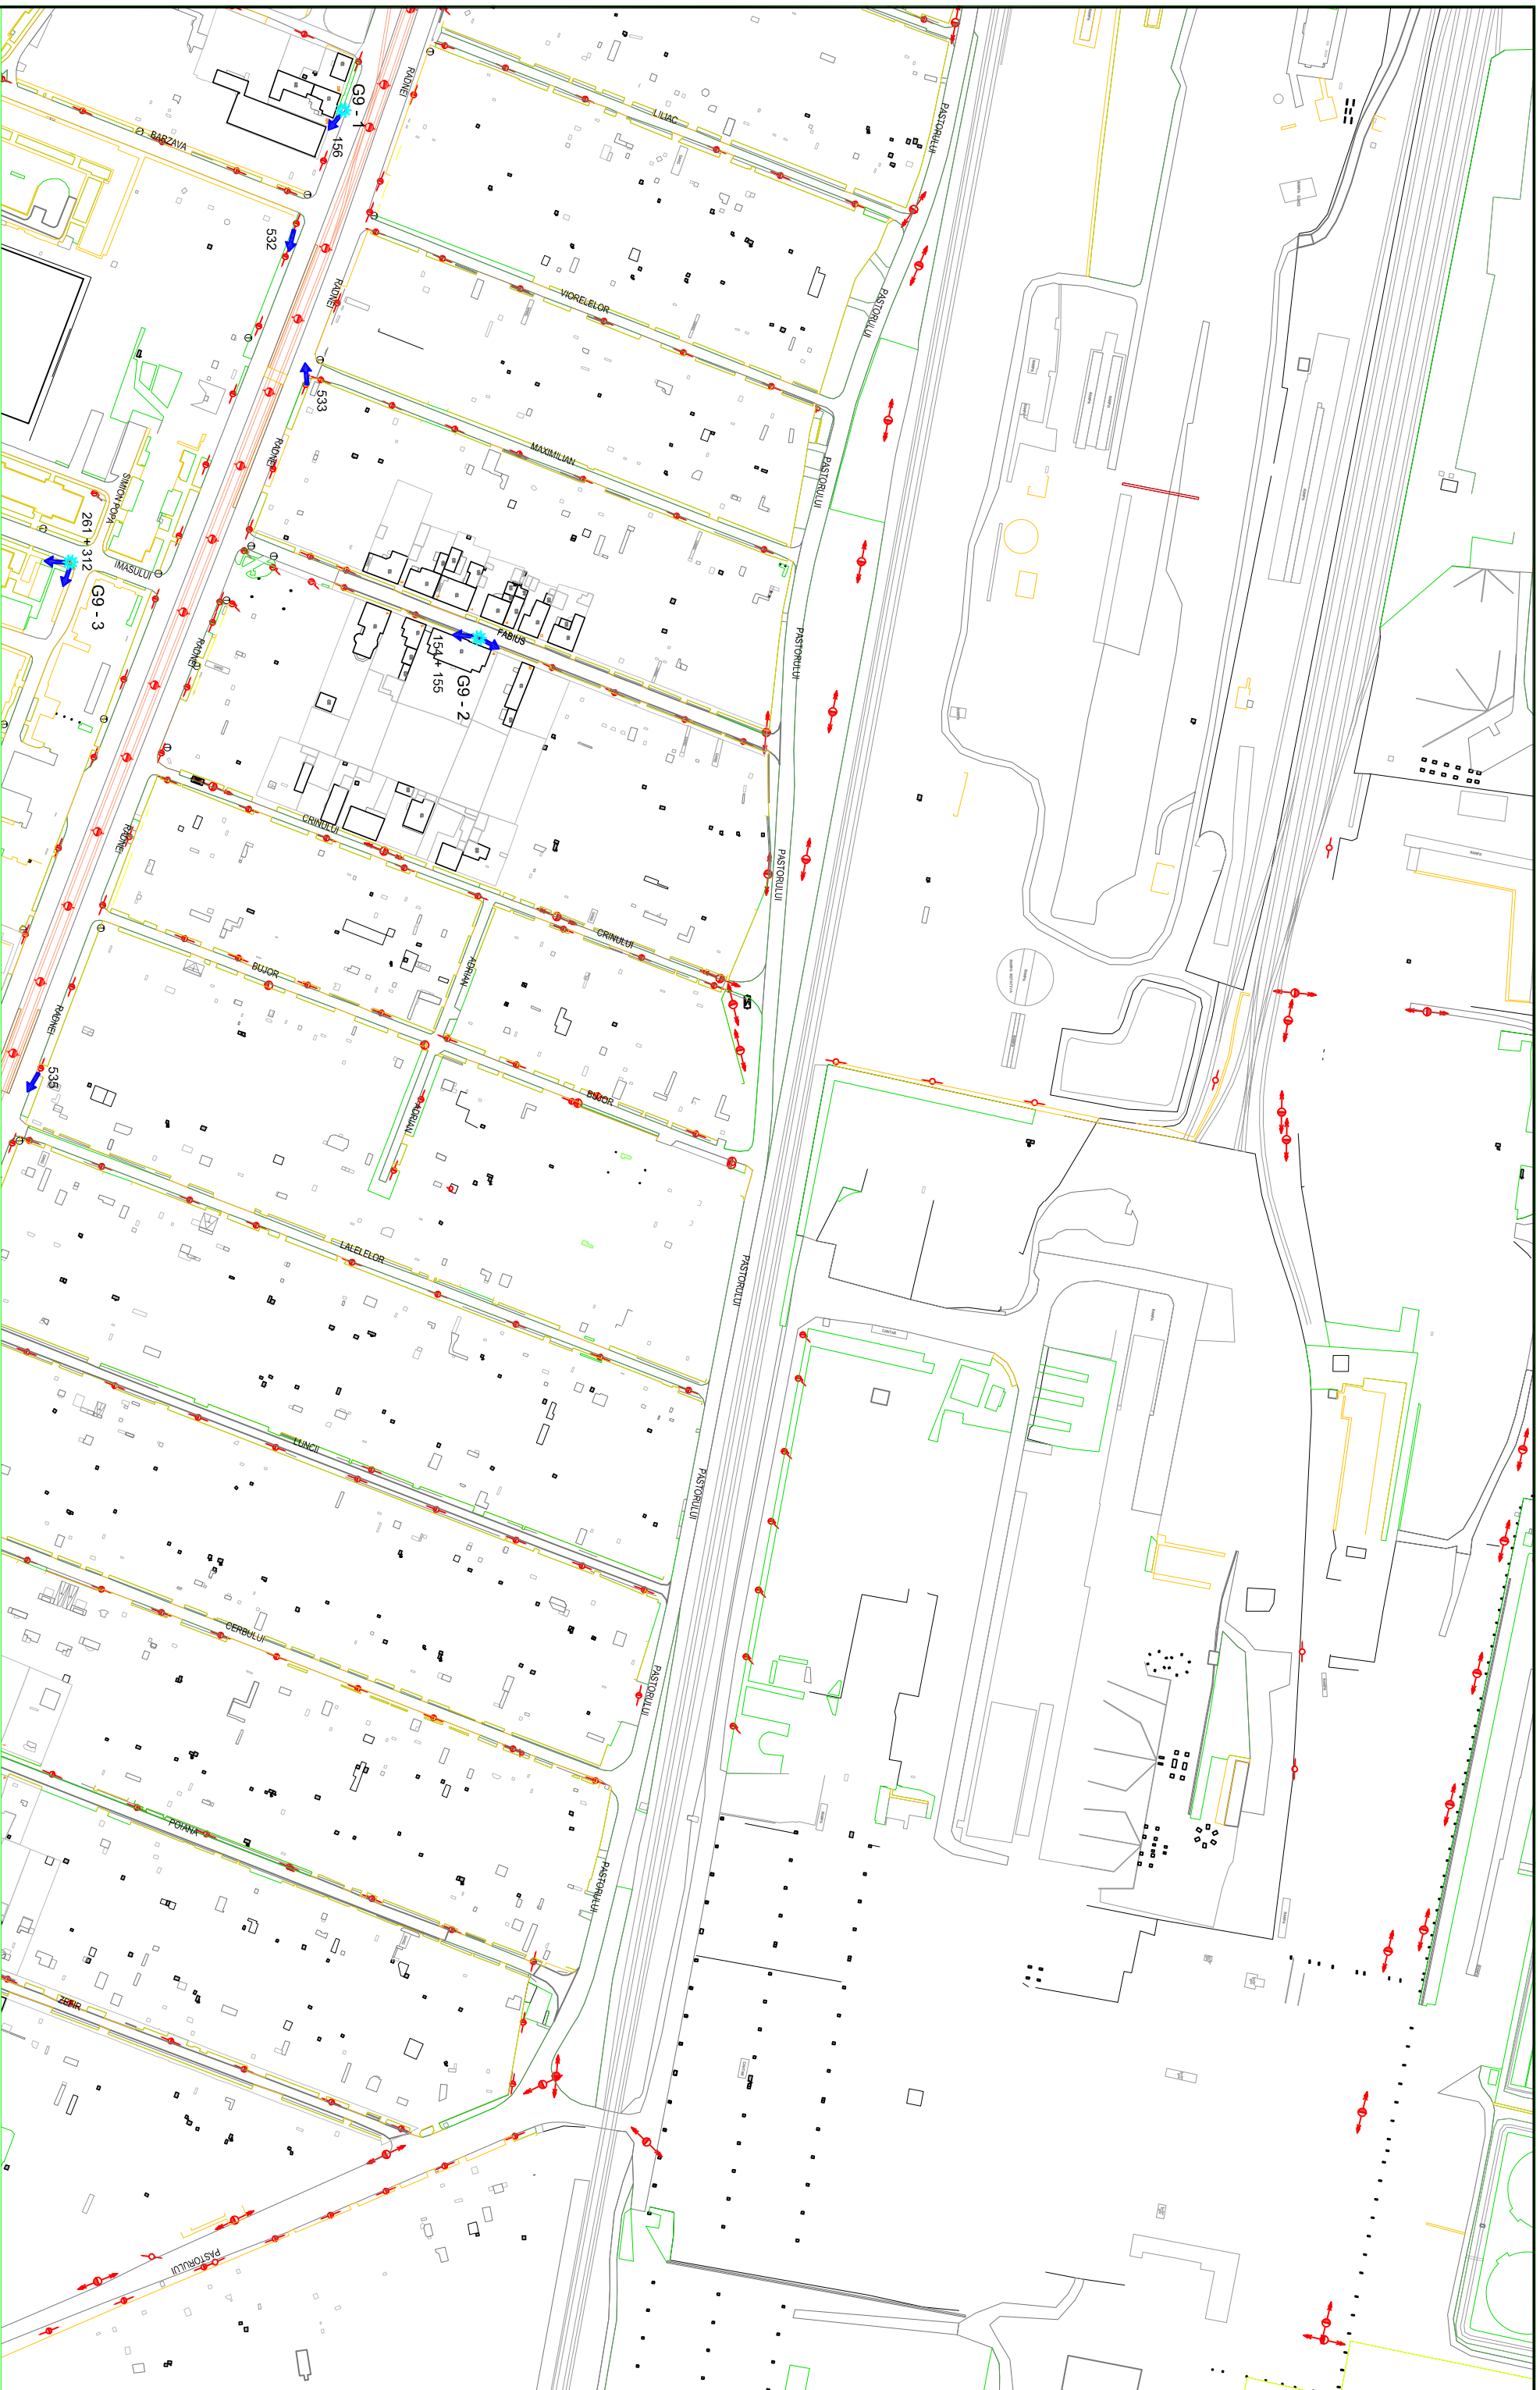 RADNEI
PASTORULUI
LILIAC
G9 - 1
156
BARZAVA
532
RADNEI
VIORELELOR
PASTORULUI
533
RADNEI
MAXIMILIAN
PASTORULUI
SIMION POPA
261 + 312
IMASULUI
G9 - 3
RADNEI
FABIUS
154 + 155
G9 - 2
PASTORULUI
RADNEI
CRINULUI
PASTORULUI
CRINULUI
BUJOR
ADRIAN
RADNEI
535
BUJOR
ADRIAN
LALELELOR
PASTORULUI
LUNCII
PASTORULUI
CERBULUI
PASTORULUI
POIANA
PASTORULUI
ZEFIR
PASTORULUI